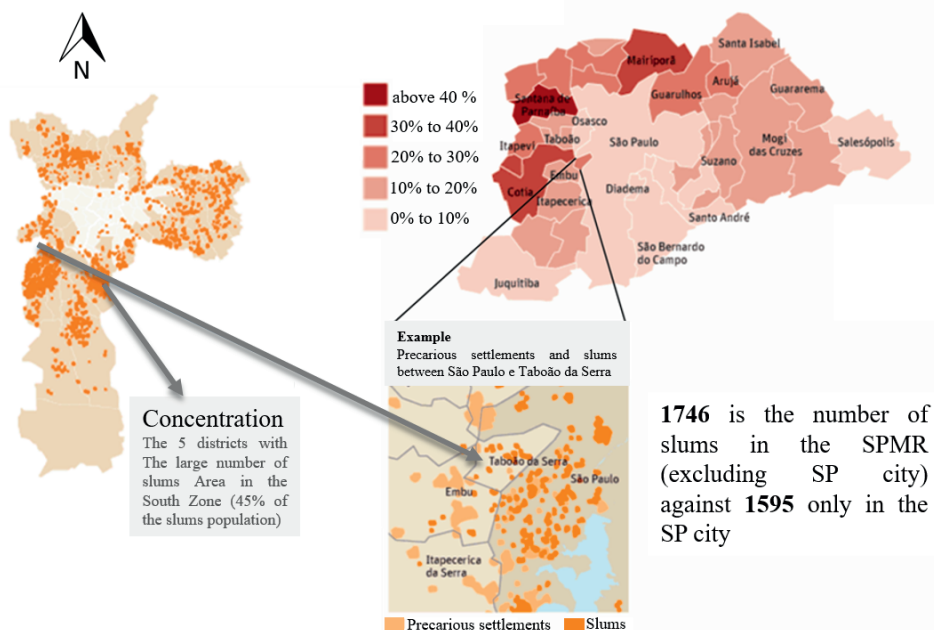 N
above 40 %
30% to 40%
20% to 30%
10% to 20%
0% to 10%
Santa Isabel
Mairiporã
Arujá
Guararema
Santana de
Parnaíba
Guarulhos
Osasco
Itapevi
Taboão
São Paulo
Mogi
das Cruzes
Salesópolis
Suzano
Embu
Cotia
Diadema
Itapecerica
Santo André
São Bernardo
do Campo
Juquitiba
Example
Precarious settlements and slums
between São Paulo e Taboão da Serra
Concentration
The 5 districts with
The large number of
slums Area in the
South Zone (45% of
the slums population)
Taboão da Serra
São Paulo
Embu
Itapecerica
da Serra
Precarious settlements
Slums
1746 is the number of
slums in the SPMR
(excluding SP city)
against 1595 only in the
SP city